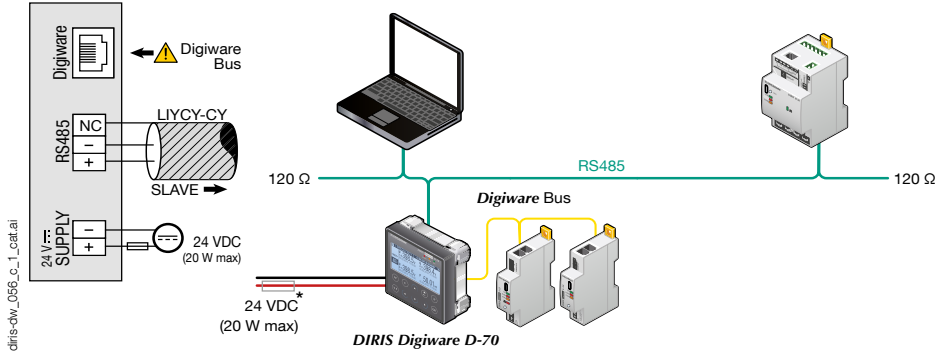 Digiware
Digiware
Bus
RS485
NC
–
+
LIYCY-CY
SLAVE
24 V
SUPPLY
–
+
24 VDC
(20 W max)
diris-dw_056_c_1_cat.ai
120 Ω
RS485
120 Ω
Digiware Bus
24 VDC*
(20 W max)
DIRIS Digiware D-70